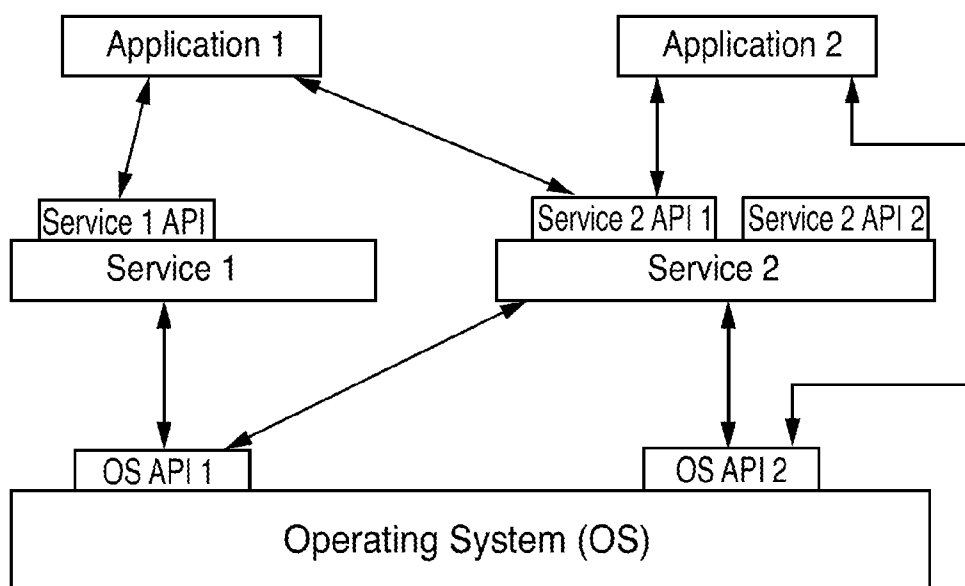 Application 1
Application 2
Service 1 API
Service 2 API 1
Service 2 API 2
Service 1
Service 2
OS API 1
OS API 2
Operating System (OS)